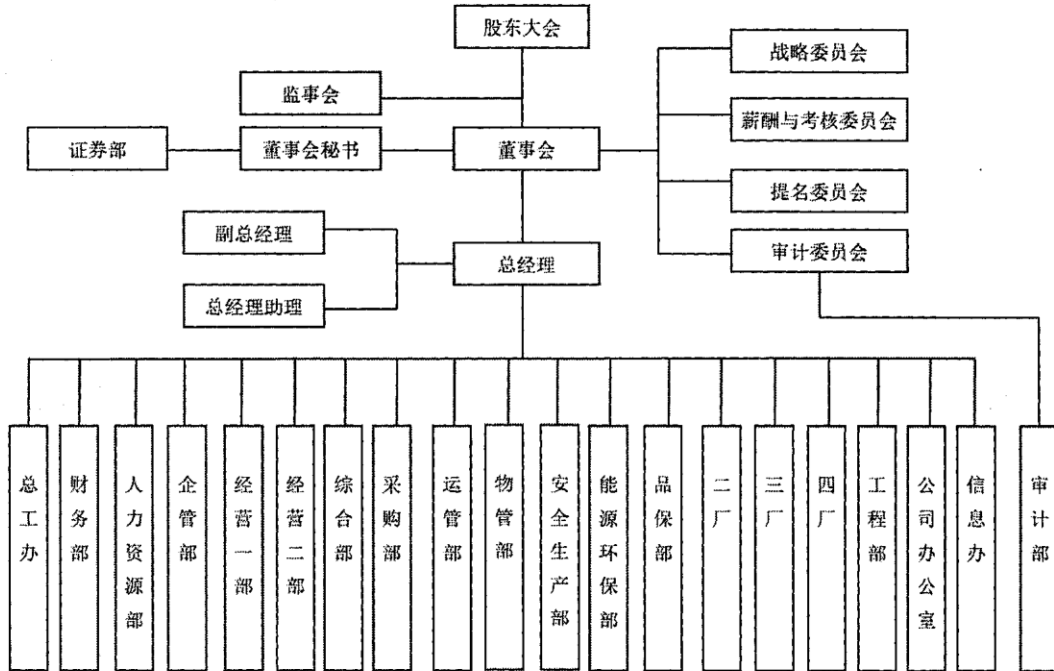 股东大会
战略委员会
监事会
薪酬与考核委员会
证券部
董事会秘书
董事会
提名委员会
副总经理
总经理
审计委员会
总经理助理
总工办
财务部
人力资源部
企管部
经营一部
经营二部
综合部
采购部
运管部
物管部
安全生产部
能源环保部
品保部
二厂
三厂
四厂
工程部
公司办公室
信息办
审计部